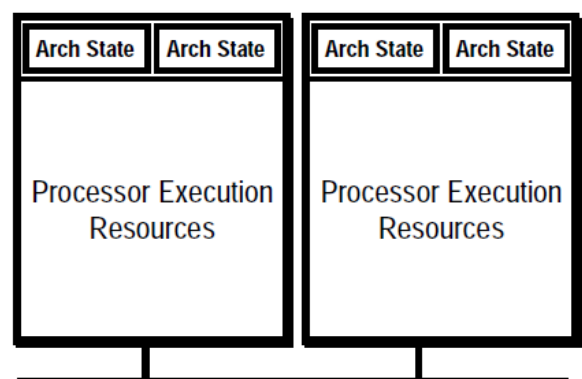 Arch State Arch State Arch State Arch State
Processor Execution Processor Execution
Resources Resources